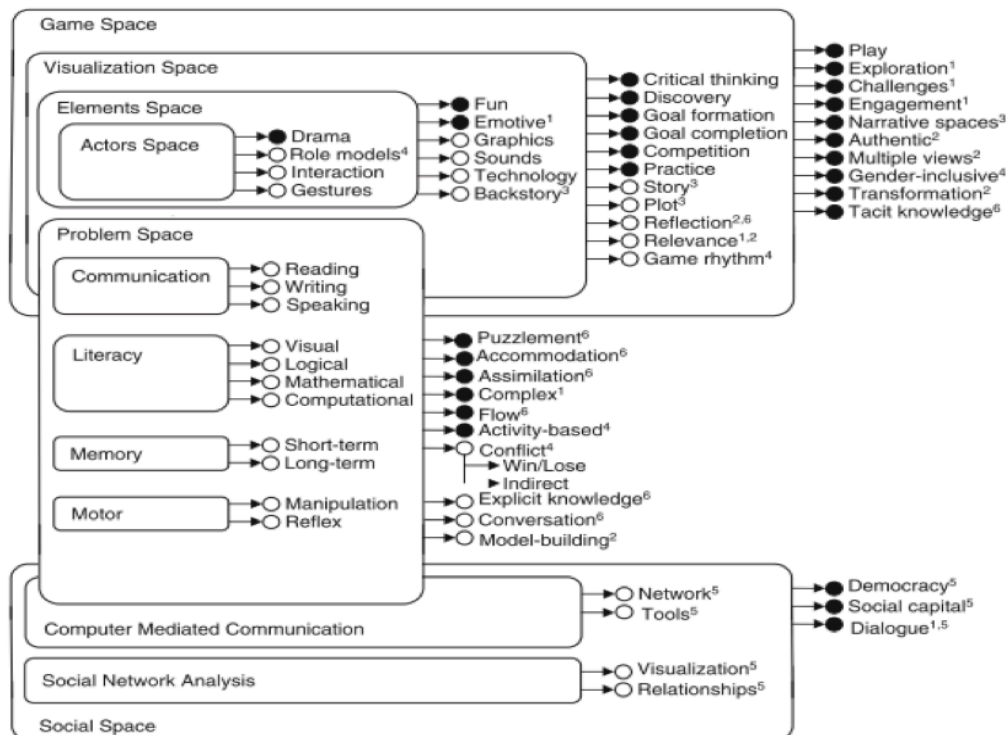 Game Space
Visualization Space
Elements Space
Actors Space
Drama
Role models4
Interaction
Gestures
Fun
Emotive1
Graphics
Sounds
Technology
Backstory3
Critical thinking
Discovery
Goal formation
Goal completion
Competition
Practice
Story3
Plot3
Reflection2,6
Relevance1,2
Game rhythm4
Play
Exploration1
Challenges1
Engagement1
Narrative spaces3
Authentic2
Multiple views2
Gender-inclusive4
Transformation2
Tacit knowledge6
Problem Space
Communication
Reading
Writing
Speaking
Literacy
Visual
Logical
Mathematical
Computational
Memory
Short-term
Long-term
Motor
Manipulation
Reflex
Puzzlement6
Accommodation6
Assimilation6
Complex1
Flow6
Activity-based4
Conflict4
Win/Lose
Indirect
Explicit knowledge6
Conversation6
Model-building2
Computer Mediated Communication
Network5
Tools5
Social Network Analysis
Visualization5
Relationships5
Social Space
Democracy5
Social capital5
Dialogue1,5